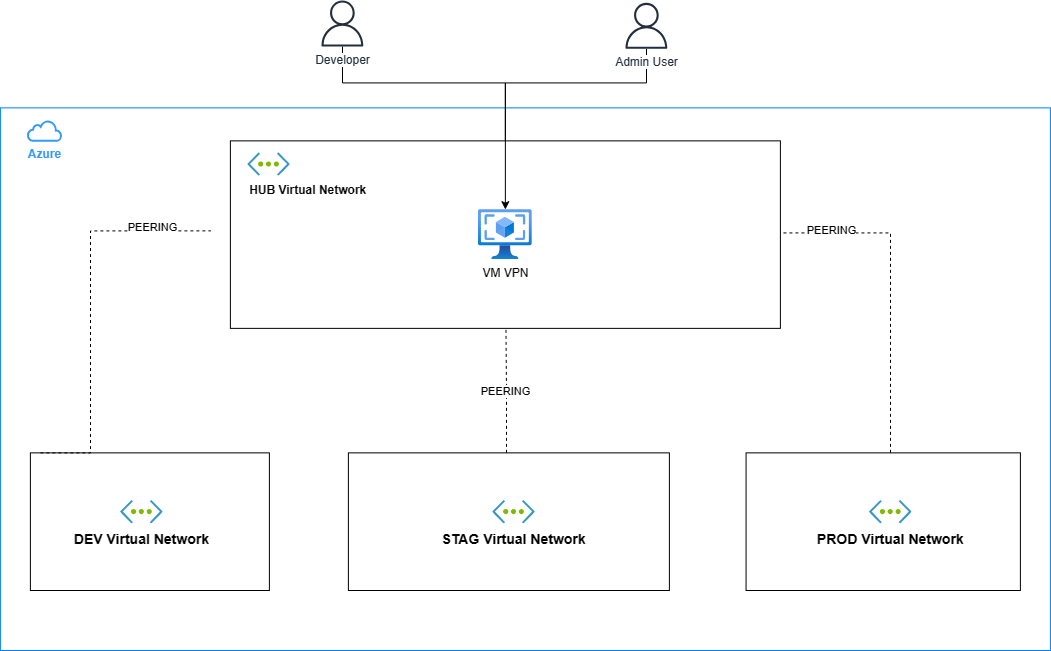 Developer
Admin User
Azure
HUB Virtual Network
PEERING
PEERING
VM VPN
PEERING
DEV Virtual Network
STAG Virtual Network
PROD Virtual Network